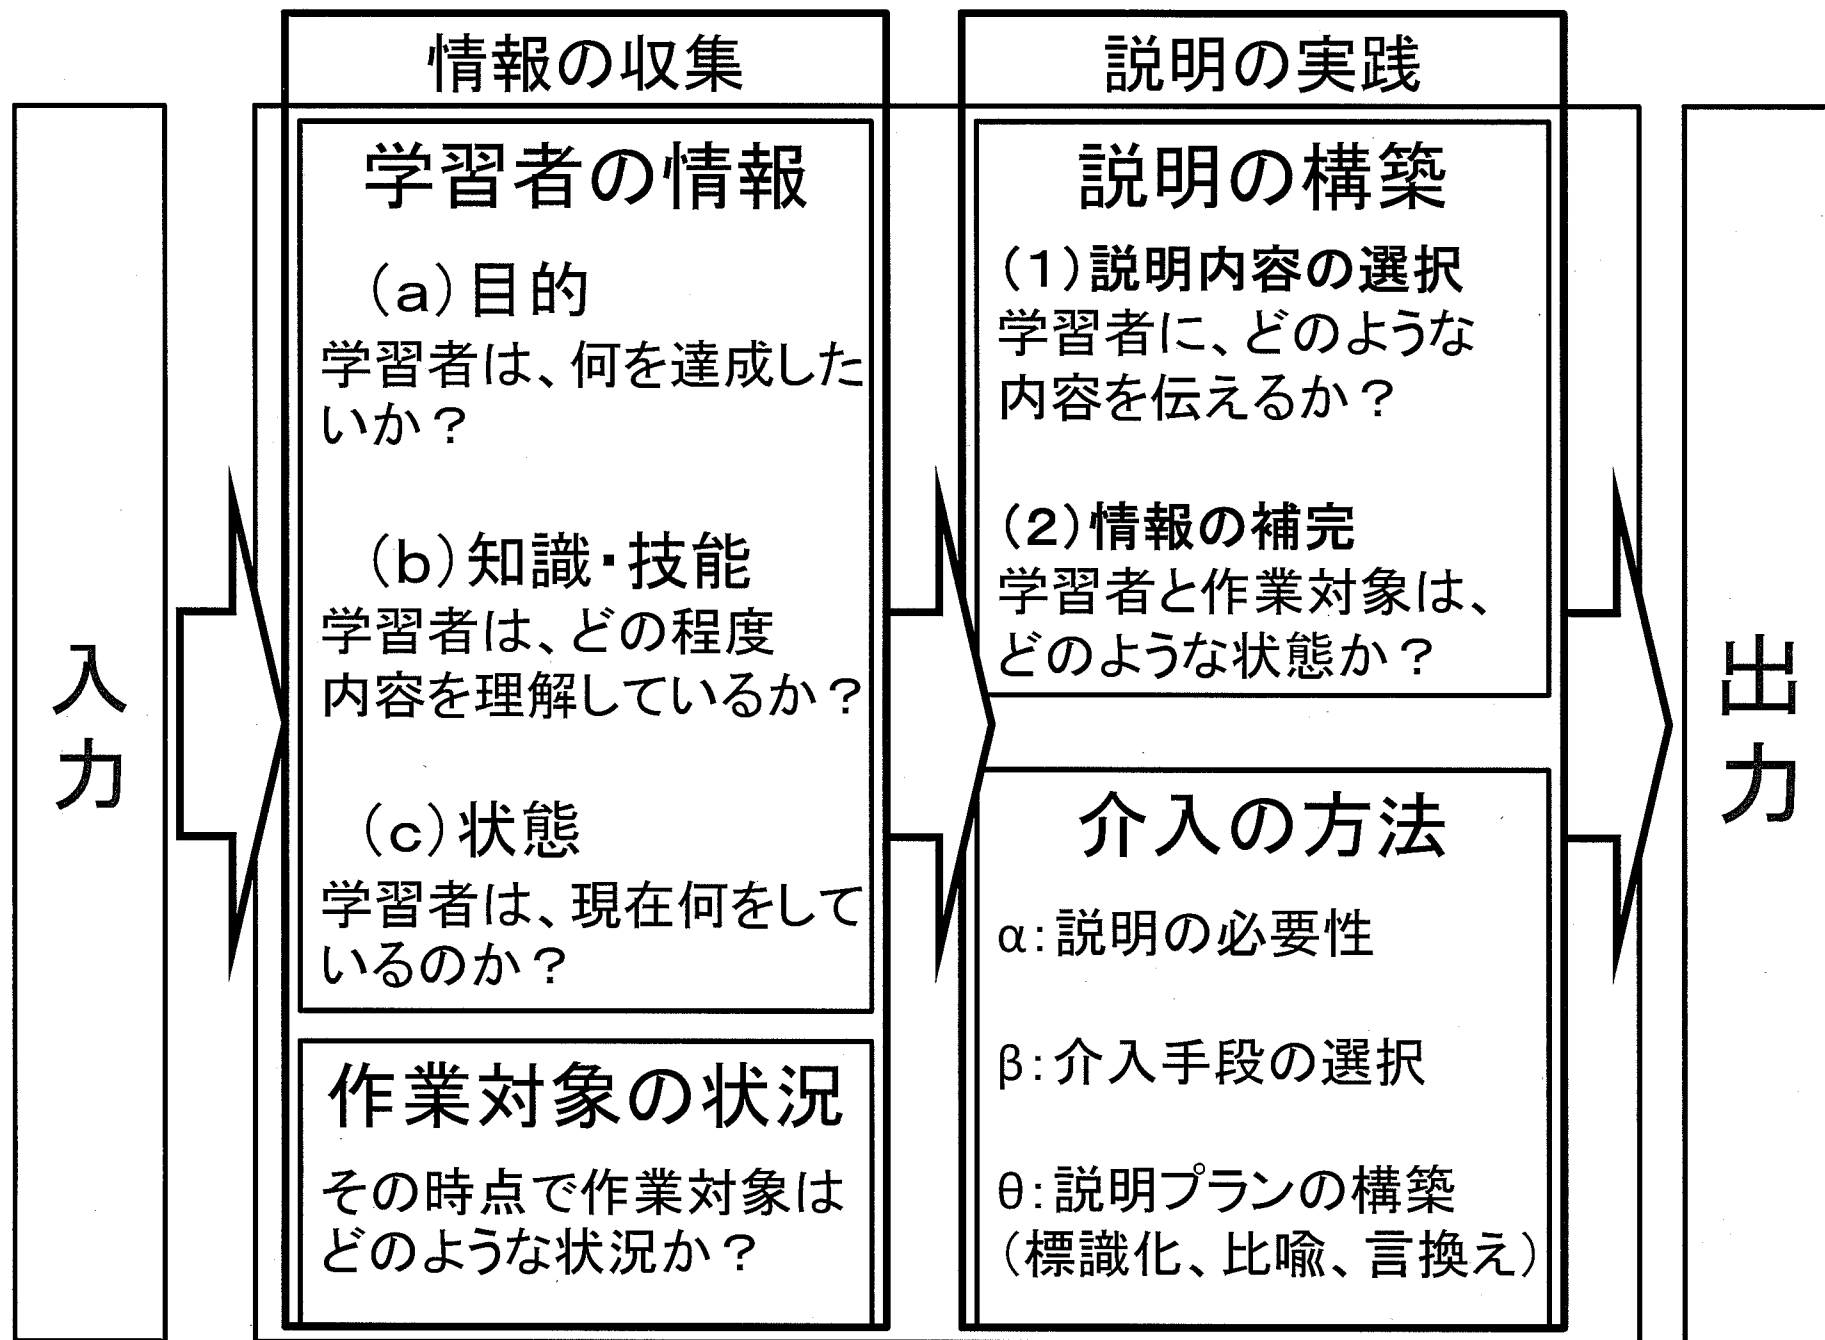 入力
情報の収集
学習者の情報
(a)目的
学習者は、何を達成した
いか？
(b)知識・技能
学習者は、どの程度
内容を理解しているか？
(c)状態
学習者は、現在何をして
いるのか？
作業対象の状況
その時点で作業対象は
どのような状況か？
説明の実践
説明の構築
(1)説明内容の選択
学習者に、どのような
内容を伝えるか？
(2)情報の補完
学習者と作業対象は、
どのような状態か？
介入の方法
α:説明の必要性
β:介入手段の選択
θ:説明プランの構築
(標識化、比喩、言換え)
出力